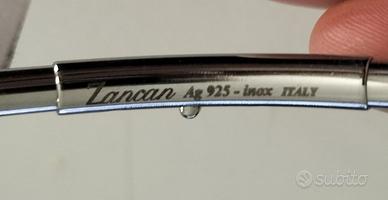 Zancan Ag 925 - inox ITALY
subito